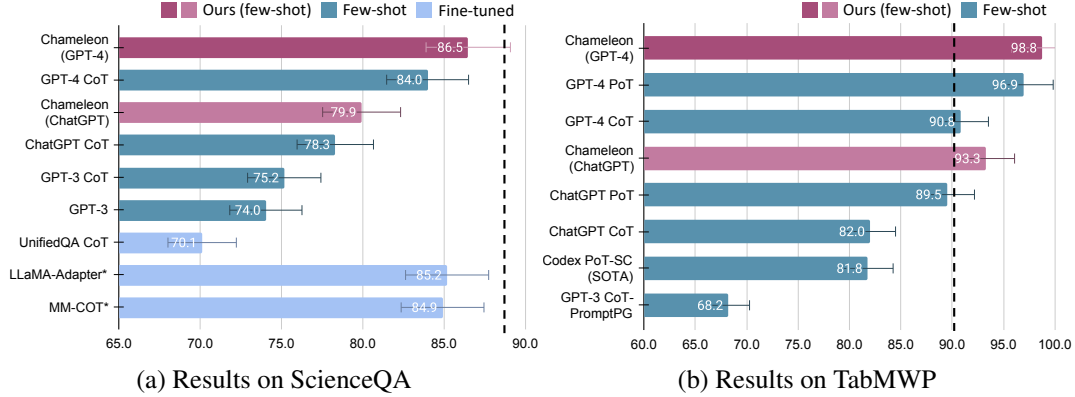 Ours (few-shot) Few-shot Fine-tuned
Chameleon
(GPT-4)
86.5
GPT-4 CoT
84.0
Chameleon
(ChatGPT)
79.9
ChatGPT CoT
78.3
GPT-3 CoT
75.2
GPT-3
74.0
UnifiedQA CoT
70.1
LLaMA-Adapter*
85.2
MM-COT*
84.9
65.0 70.0 75.0 80.0 85.0 90.0
(a) Results on ScienceQA
Ours (few-shot) Few-shot
Chameleon
(GPT-4)
98.8
GPT-4 PoT
96.9
GPT-4 CoT
90.8
Chameleon
(ChatGPT)
93.3
ChatGPT PoT
89.5
ChatGPT CoT
82.0
Codex PoT-SC
(SOTA)
81.8
GPT-3 CoT-
PromptPG
68.2
60.0 65.0 70.0 75.0 80.0 85.0 90.0 95.0 100.0
(b) Results on TabMWP